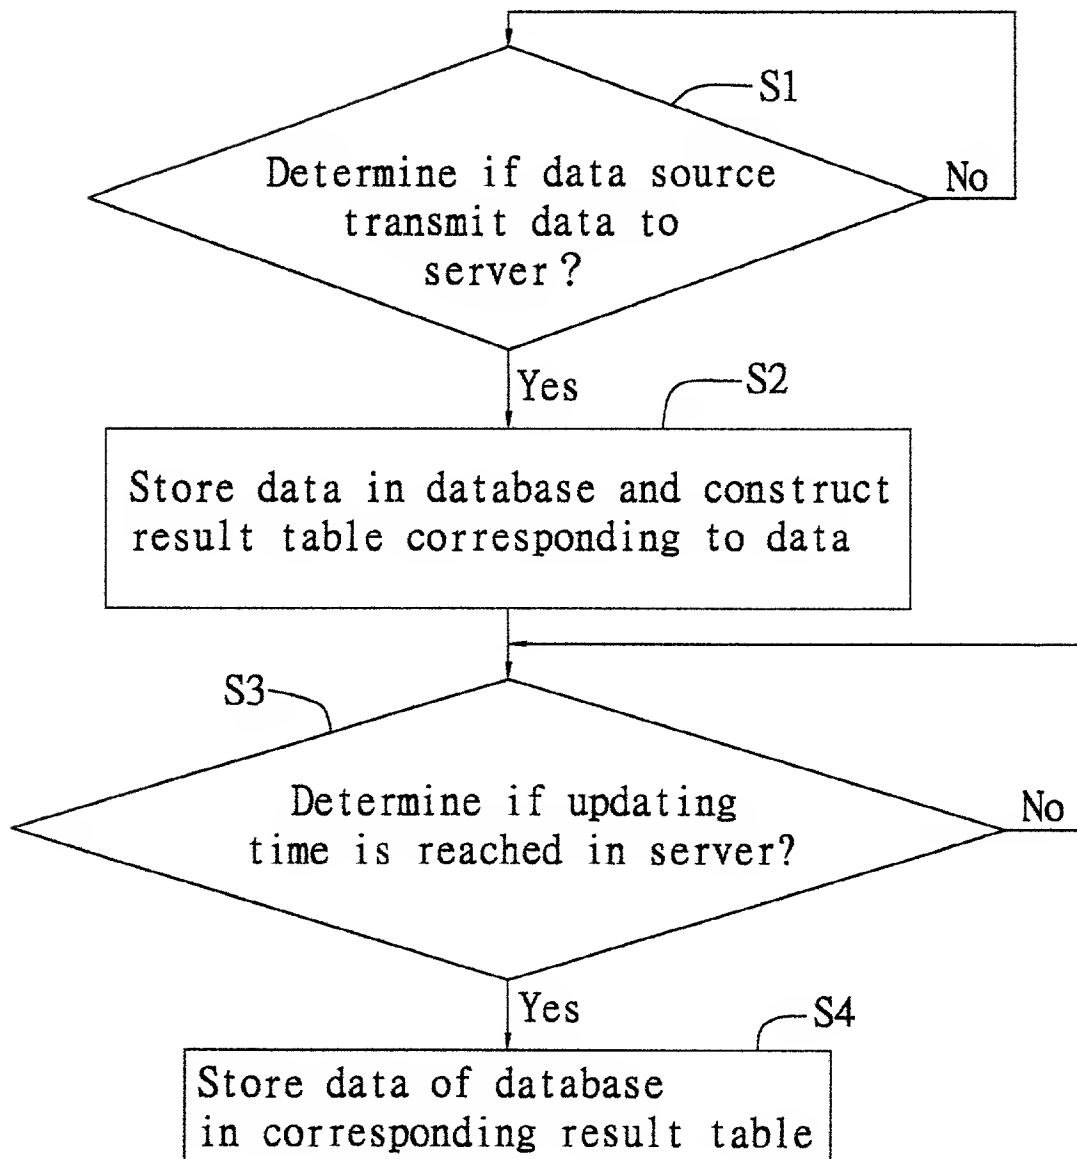 S1
Determine if data source
transmit data to
server?
No
Yes
S2
Store data in database and construct
result table corresponding to data
S3
Determine if updating
time is reached in server?
No
Yes
S4
Store data of database
in corresponding result table